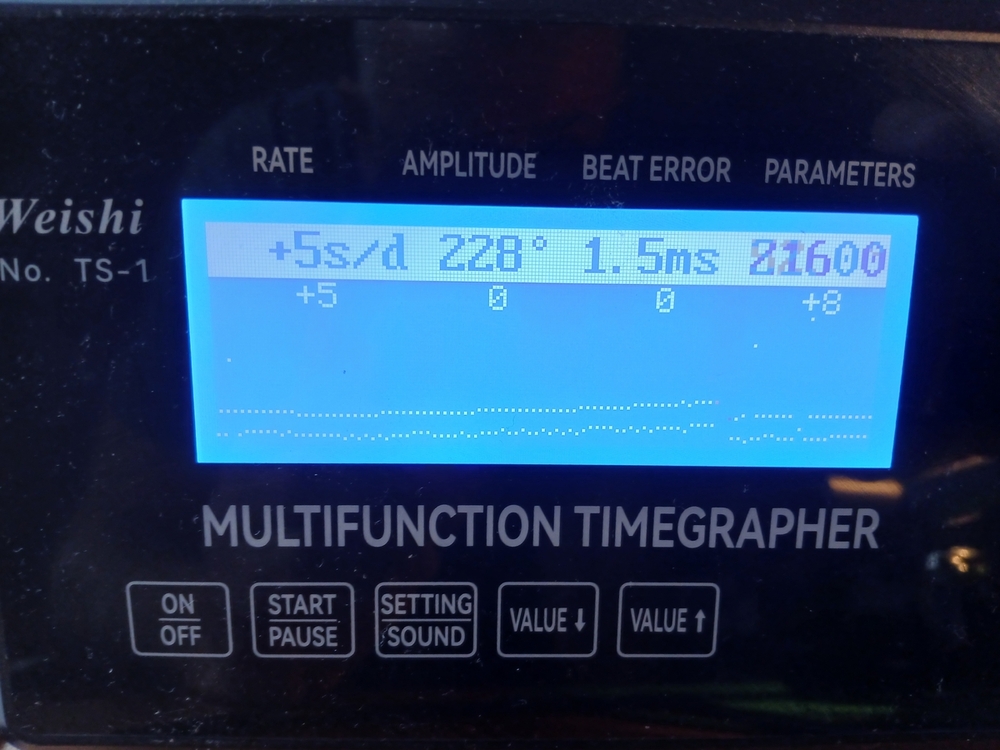 RATE AMPLITUDE BEAT ERROR PARAMETERS
Weishi
No. TS-1
+5s/d 228° 1.5ms 21600
+5 0 0 +8
MULTIFUNCTION TIMEGRAPHER
ON
OFF
START
PAUSE
SETTING
SOUND
VALUE ↓
VALUE ↑